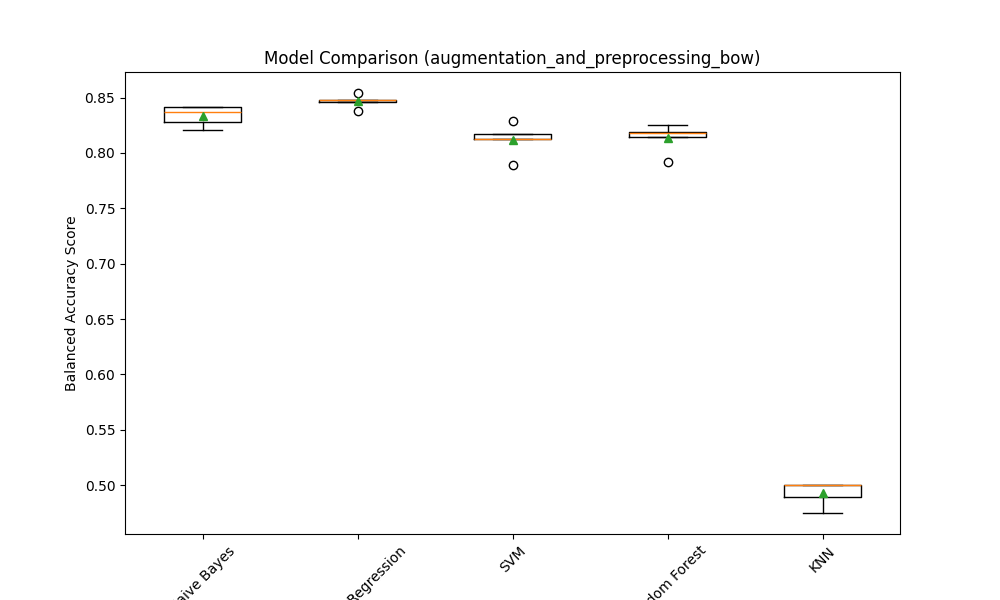 Model Comparison (augmentation_and_preprocessing_bow)
Balanced Accuracy Score
0.85
0.80
0.75
0.70
0.65
0.60
0.55
0.50
aive Bayes
Regression
SVM
dom Forest
KNN